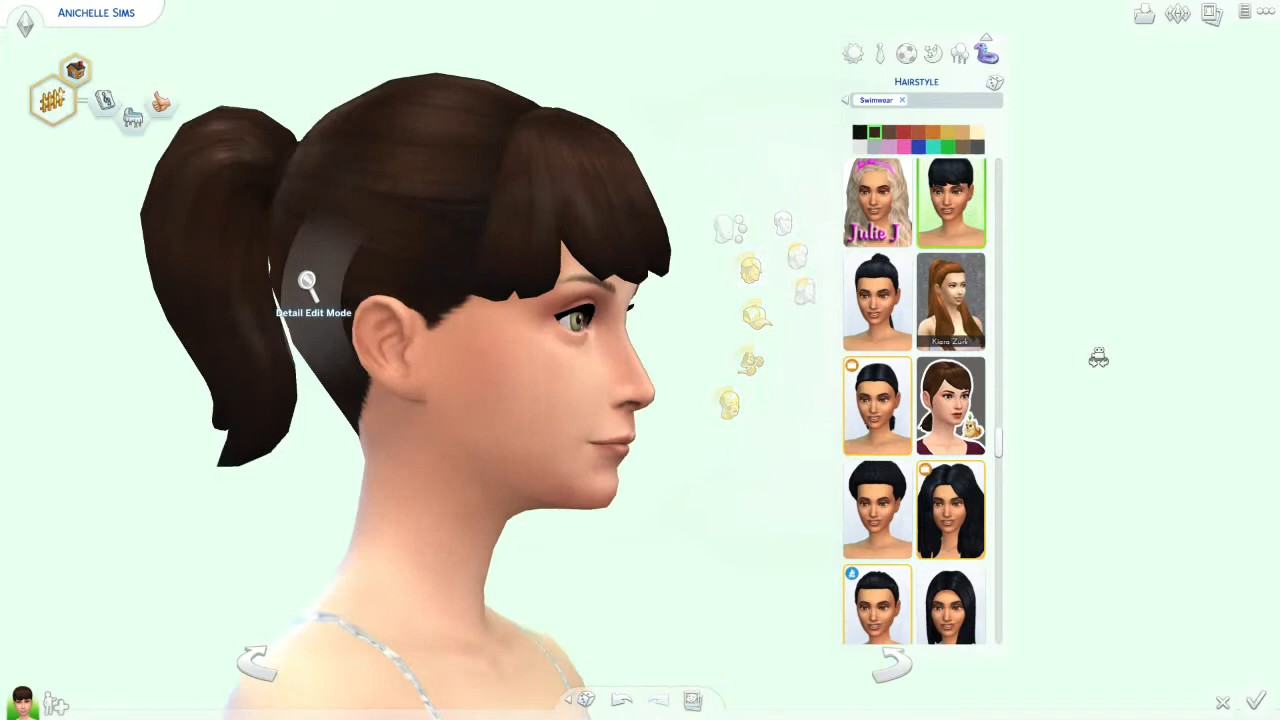 Anichelle Sims
Hairstyle
Swimwear
Julie J
Kiara Zurk
Detail Edit Mode